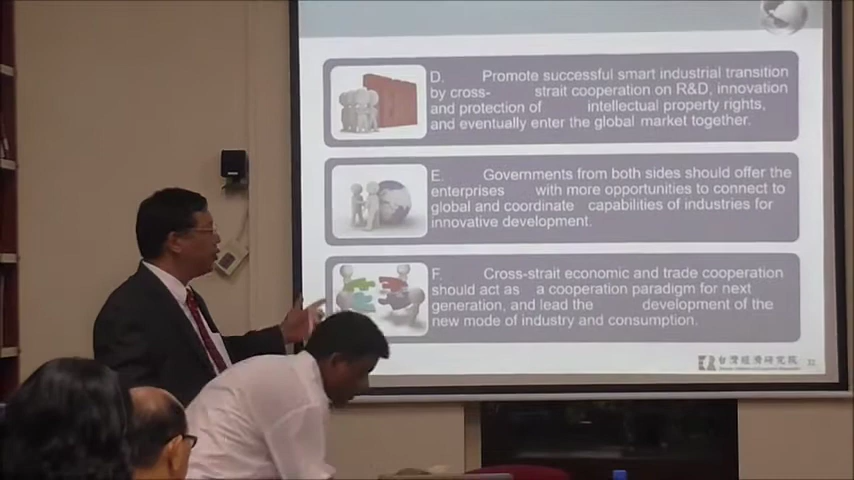 D. Promote successful smart industrial transition
by cross- strait cooperation on R&D, innovation
and protection of intellectual property rights,
and eventually enter the global market together.
E. Governments from both sides should offer the
enterprises with more opportunities to connect to
global and coordinate capabilities of industries for
innovative development.
F. Cross-strait economic and trade cooperation
should act as a cooperation paradigm for next
generation, and lead the development of the
new mode of industry and consumption.
台灣經濟研究院